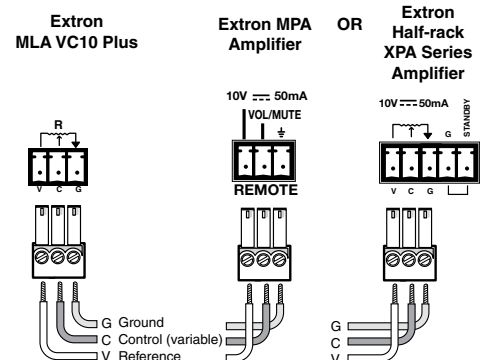 Extron
MLA VC10 Plus
Extron MPA
Amplifier
OR
Extron
Half-rack
XPA Series
Amplifier
10V 50mA
VOL/MUTE
10V 50mA
R
G
STANDBY
V C G
REMOTE
V C G
G Ground
C Control (variable)
V Reference
G
C
V